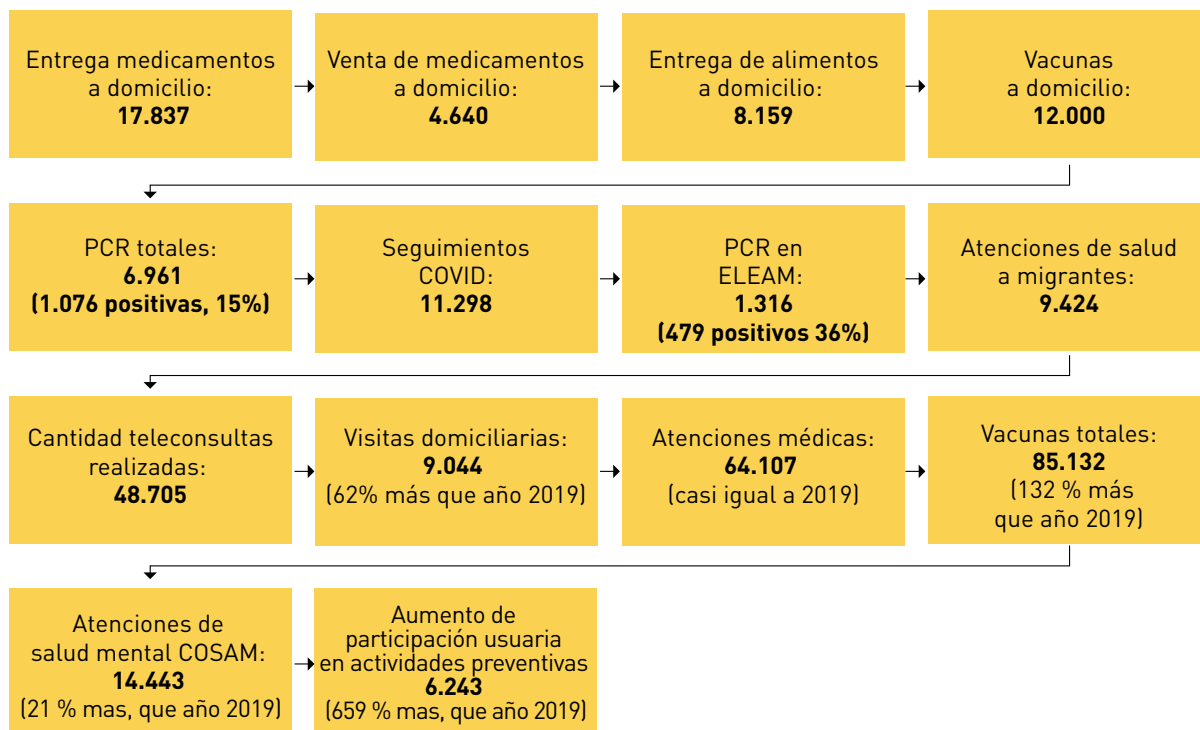 Entrega medicamentos
a domicilio:
17.837
Venta de medicamentos
a domicilio:
4.640
Entrega de alimentos
a domicilio:
8.159
Vacunas
a domicilio:
12.000
PCR totales:
6.961
(1.076 positivas, 15%)
Seguimientos
COVID:
11.298
PCR en
ELEAM:
1.316
(479 positivos 36%)
Atenciones de salud
a migrantes:
9.424
Cantidad teleconsultas
realizadas:
48.705
Visitas domiciliarias:
9.044
(62% más que año 2019)
Atenciones médicas:
64.107
(casi igual a 2019)
Vacunas totales:
85.132
(132 % más
que año 2019)
Atenciones de
salud mental COSAM:
14.443
(21 % mas, que año 2019)
Aumento de
participación usuaria
en actividades preventivas
6.243
(659 % mas, que año 2019)